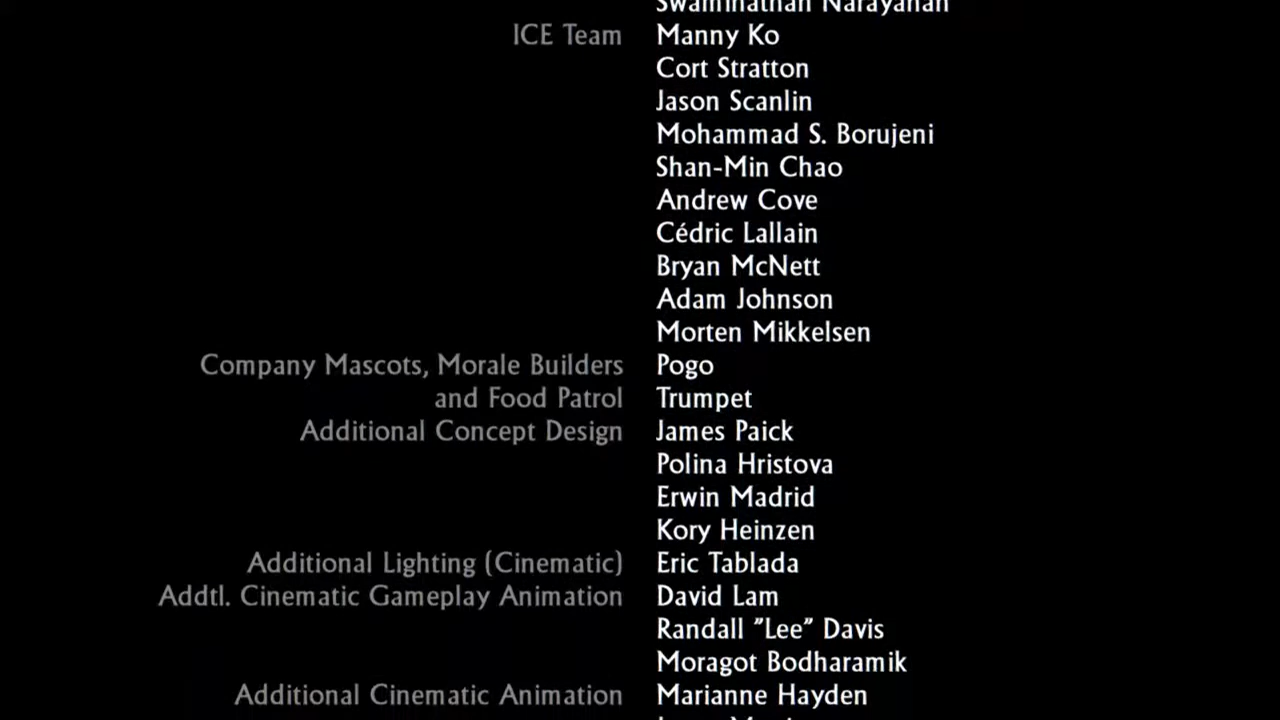 Swaminathan Narayanan
ICE Team Manny Ko
Cort Stratton
Jason Scanlin
Mohammad S. Borujeni
Shan-Min Chao
Andrew Cove
Cédric Lallain
Bryan McNett
Adam Johnson
Morten Mikkelsen
Company Mascots, Morale Builders Pogo
and Food Patrol Trumpet
Additional Concept Design James Paick
Polina Hristova
Erwin Madrid
Kory Heinzen
Additional Lighting (Cinematic) Eric Tablada
Addtl. Cinematic Gameplay Animation David Lam
Randall ”Lee” Davis
Moragot Bodharamik
Additional Cinematic Animation Marianne Hayden